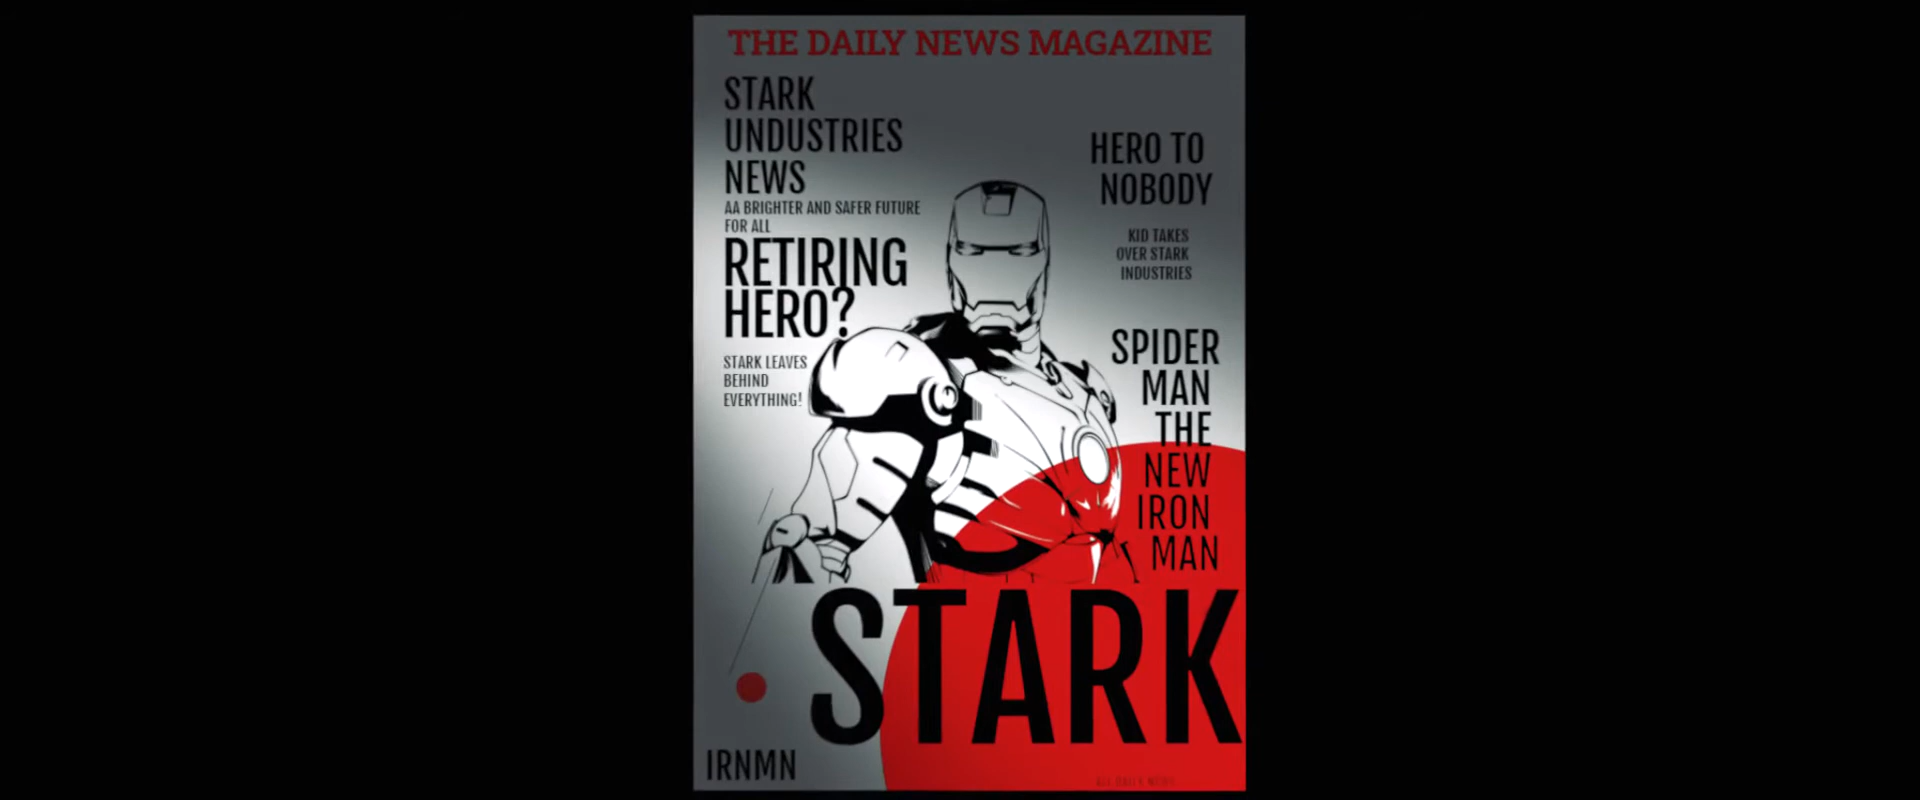 THE DAILY NEWS MAGAZINE
STARK
UNDUSTRIES
NEWS
AA BRIGHTER AND SAFER FUTURE
FOR ALL
RETIRING
HERO?
STARK LEAVES
BEHIND
EVERYTHING!
HERO TO
NOBODY
KID TAKES
OVER STARK
INDUSTRIES
SPIDER
MAN
THE
NEW
IRON
MAN
STARK
IRNMN